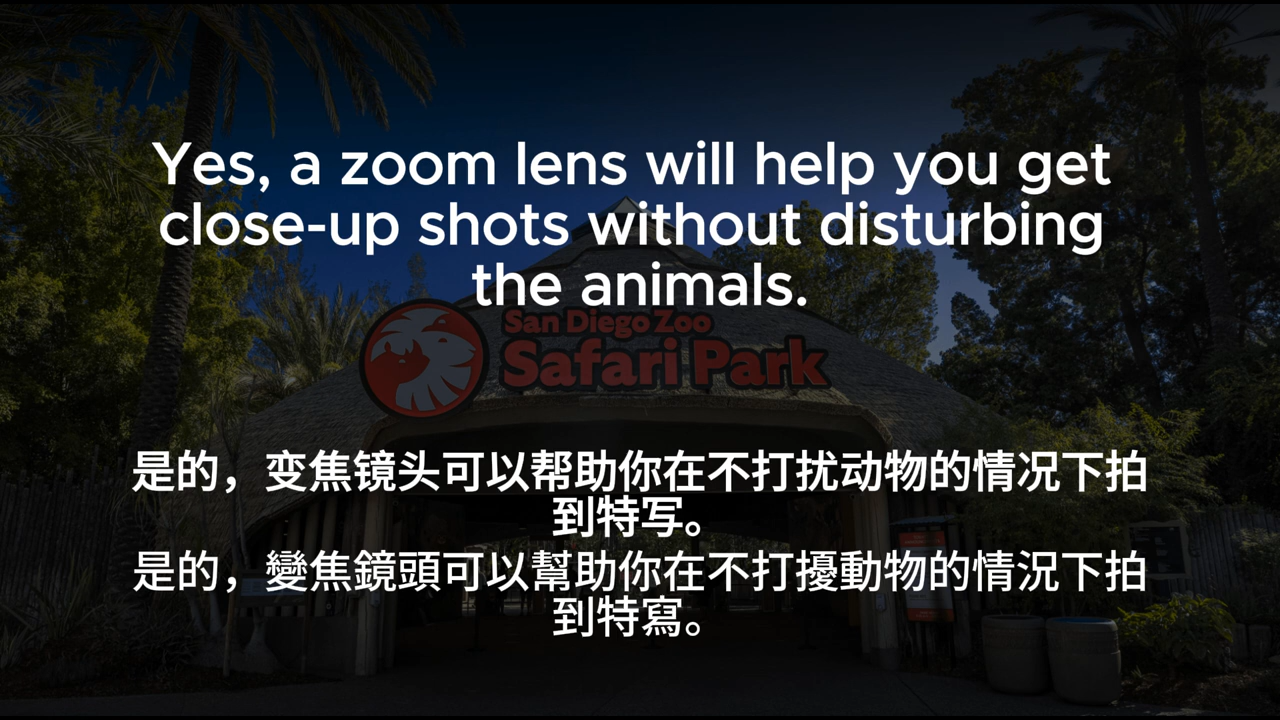 Yes, a zoom lens will help you get
close-up shots without disturbing
the animals.
San Diego Zoo
Safari Park
是的，变焦镜头可以帮助你在不打扰动物的情况下拍
到特写。
是的，變焦鏡頭可以幫助你在不打擾動物的情況下拍
到特寫。